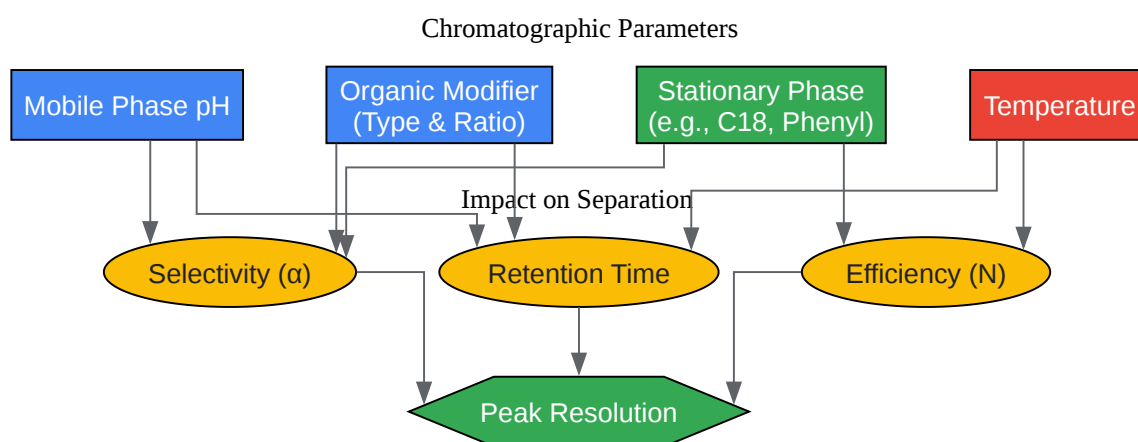 Chromatographic Parameters
Mobile Phase pH
Organic Modifier
(Type & Ratio)
Stationary Phase
(e.g., C18, Phenyl)
Temperature
Impact on Separation
Selectivity (α)
Retention Time
Efficiency (N)
Peak Resolution